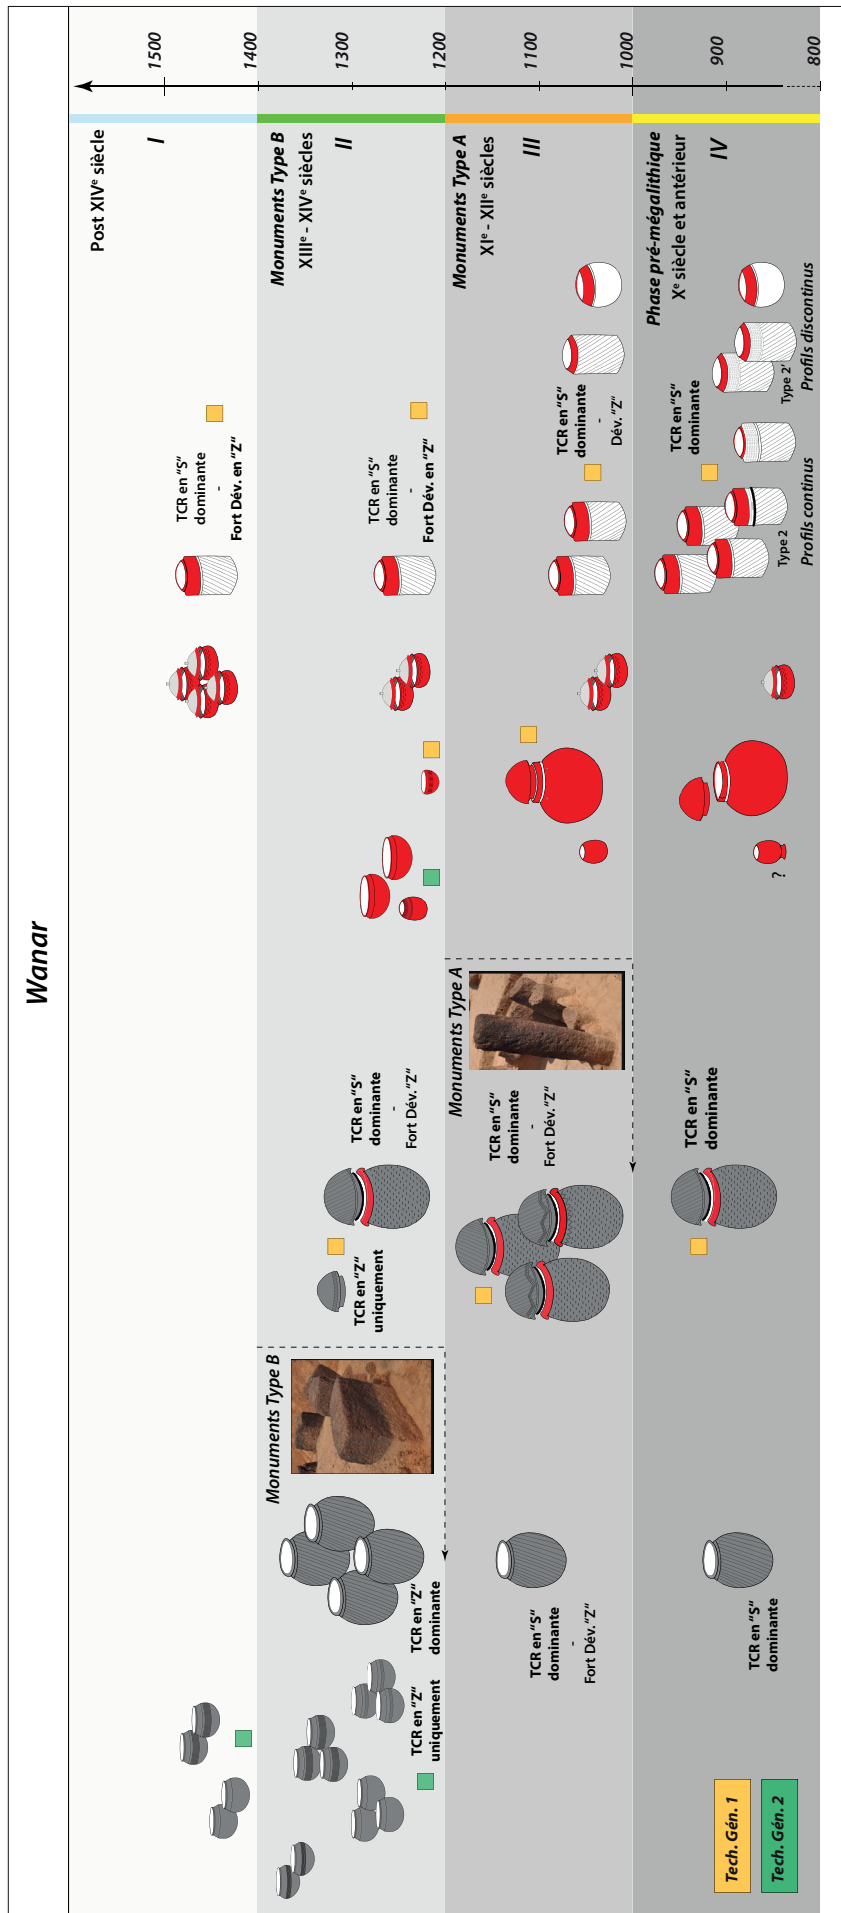 Wanar
1500
1400
1300
1200
1100
1000
900
800
Post XIVe siècle
I
TCR en “S“
dominante
-
Fort Dév. en “Z“
Monuments Type B
XIIIe - XIVe siècles
II
TCR en “S“
dominante
-
Fort Dév. en “Z“
TCR en “S“
dominante
-
Fort Dév. “Z“
TCR en “Z“
uniquement
Monuments Type B
TCR en “Z“
dominante
TCR en “Z“
uniquement
Monuments Type A
XIe - XIIe siècles
III
TCR en “S“
dominante
-
Dév. “Z“
Monuments Type A
TCR en “S“
dominante
-
Fort Dév. “Z“
TCR en “S“
dominante
-
Fort Dév. “Z“
Phase pré-mégalithique
Xe siècle et antérieur
IV
TCR en “S“
dominante
Type 2’
Profils discontinus
Type 2
Profils continus
?
TCR en “S“
dominante
TCR en “S“
dominante
Tech. Gén. 1
Tech. Gén. 2